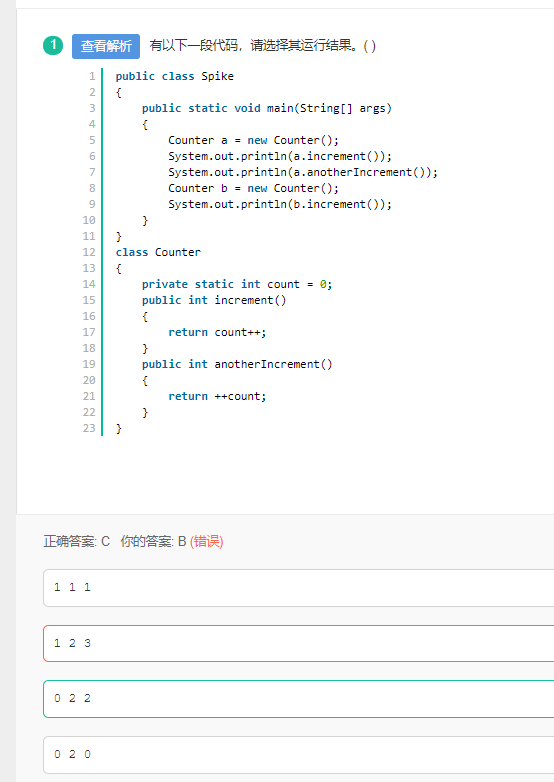 1 查看解析 有以下一段代码，请选择其运行结果。( )
1 public class Spike
2 {
3     public static void main(String[] args)
4     {
5         Counter a = new Counter();
6         System.out.println(a.increment());
7         System.out.println(a.anotherIncrement());
8         Counter b = new Counter();
9         System.out.println(b.increment());
10     }
11 }
12 class Counter
13 {
14     private static int count = 0;
15     public int increment()
16     {
17         return count++;
18     }
19     public int anotherIncrement()
20     {
21         return ++count;
22     }
23 }
正确答案: C 你的答案: B (错误)
1 1 1
1 2 3
0 2 2
0 2 0